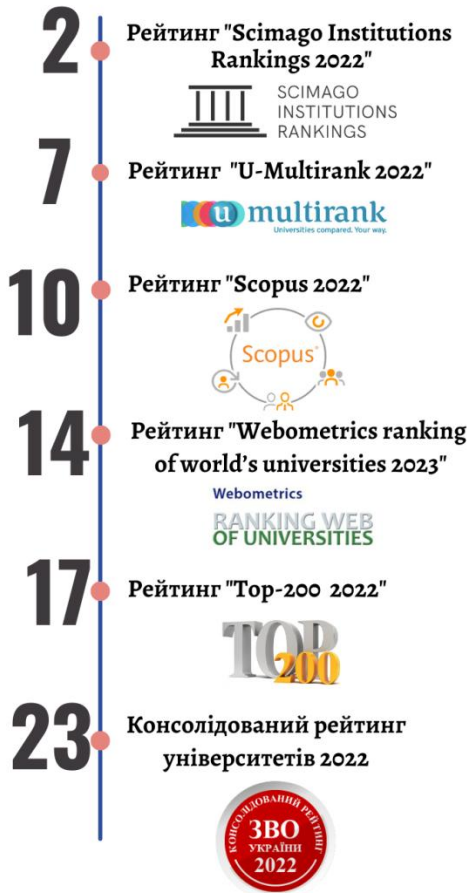 2
Рейтинг "Scimago Institutions
Rankings 2022"
SCIMAGO
INSTITUTIONS
RANKINGS
7
Рейтинг "U-Multirank 2022"
u multirank
Universities compared. Your way.
10
Рейтинг "Scopus 2022"
Scopus
14
Рейтинг "Webometrics ranking
of world’s universities 2023"
Webometrics
RANKING WEB
OF UNIVERSITIES
17
Рейтинг "Top-200 2022"
TOP
200
23
Консолідований рейтинг
університетів 2022
КОНСОЛІДОВАНИЙ РЕЙТИНГ
ЗВО
УКРАЇНИ
2022